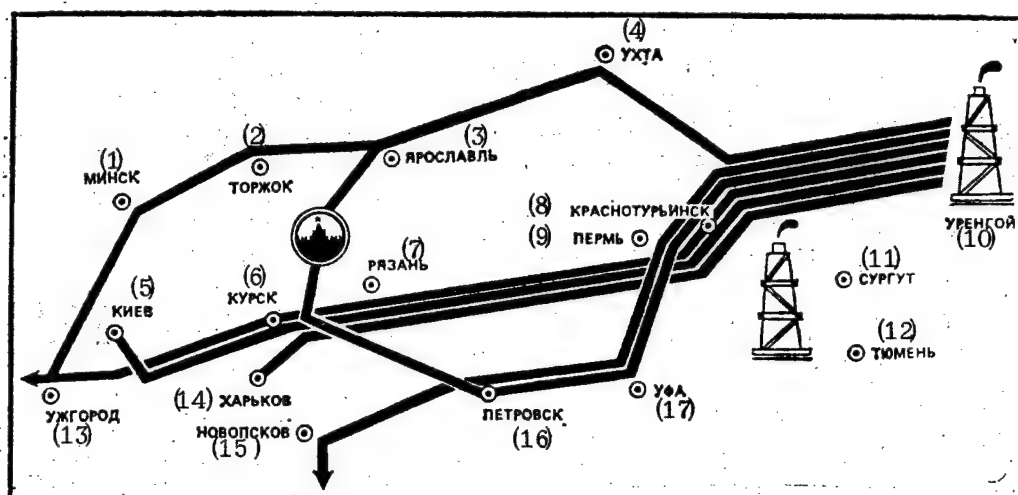 (4)
УХТА
(2)
(3)
(1)
ЯРОСЛАВЛЬ
МИНСК
ТОРЖОК
(8)
КРАСНОТУРЬИНСК
УРЕНГОЙ
(9)
ПЕРМЬ
(10)
(7)
РЯЗАНЬ
(11)
СУРГУТ
(5)
(6)
КИЕВ
КУРСК
(12)
ТЮМЕНЬ
(14)
ХАРЬКОВ
УФА
УЖГОРОД
ПЕТРОВСК
(17)
(13)
НОВОПСКОВ
(16)
(15)